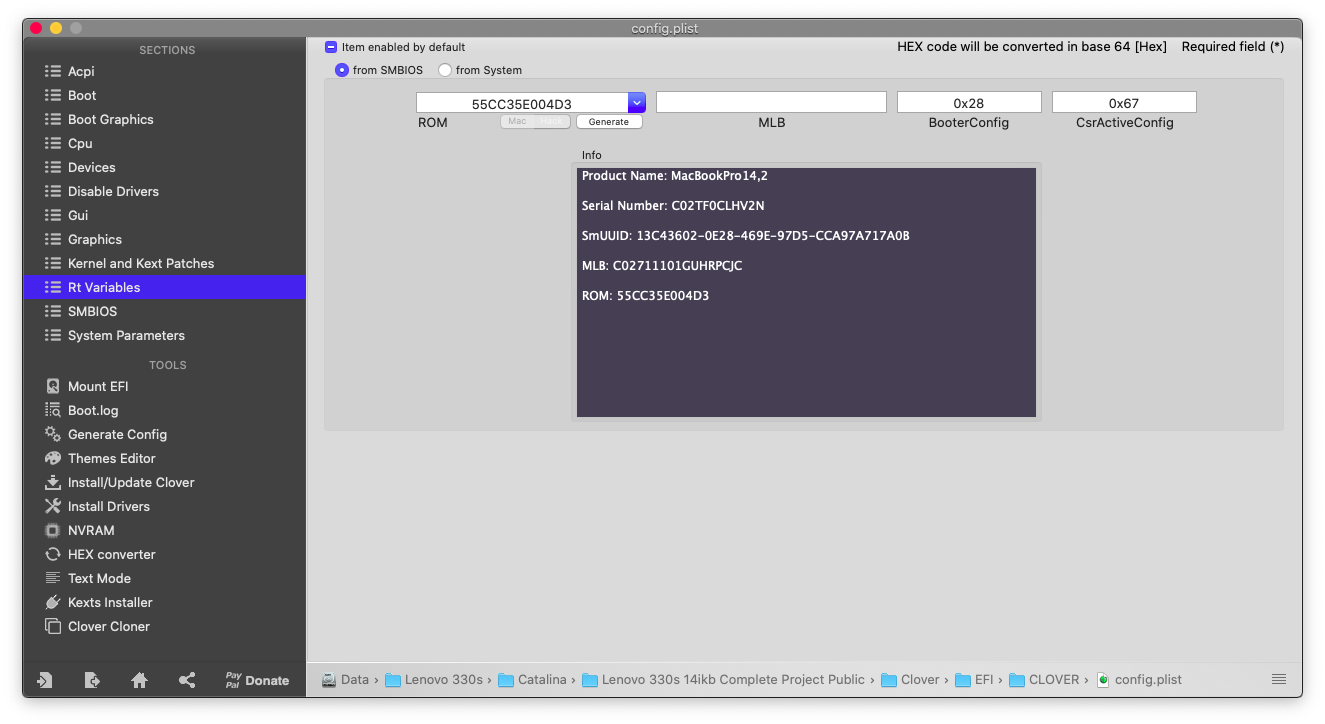 config.plist
SECTIONS
Acpi
Boot
Boot Graphics
Cpu
Devices
Disable Drivers
Gui
Graphics
Kernel and Kext Patches
Rt Variables
SMBIOS
System Parameters
TOOLS
Mount EFI
Boot.log
Generate Config
Themes Editor
Install/Update Clover
Install Drivers
NVRAM
HEX converter
Text Mode
Kexts Installer
Clover Cloner
Pay Pal Donate
Item enabled by default HEX code will be converted in base 64 [Hex] Required field (*)
from SMBIOS from System
55CC35E004D3 0x28 0x67
ROM Mac Hack Generate MLB BooterConfig CsrActiveConfig
Info
Product Name: MacBookPro14,2
Serial Number: C02TF0CLHV2N
SmUUID: 13C43602-0E28-469E-97D5-CCA97A717A0B
MLB: C02711101GUHRPCJC
ROM: 55CC35E004D3
Data › Lenovo 330s › Catalina › Lenovo 330s 14ikb Complete Project Public › Clover › EFI › CLOVER › config.plist